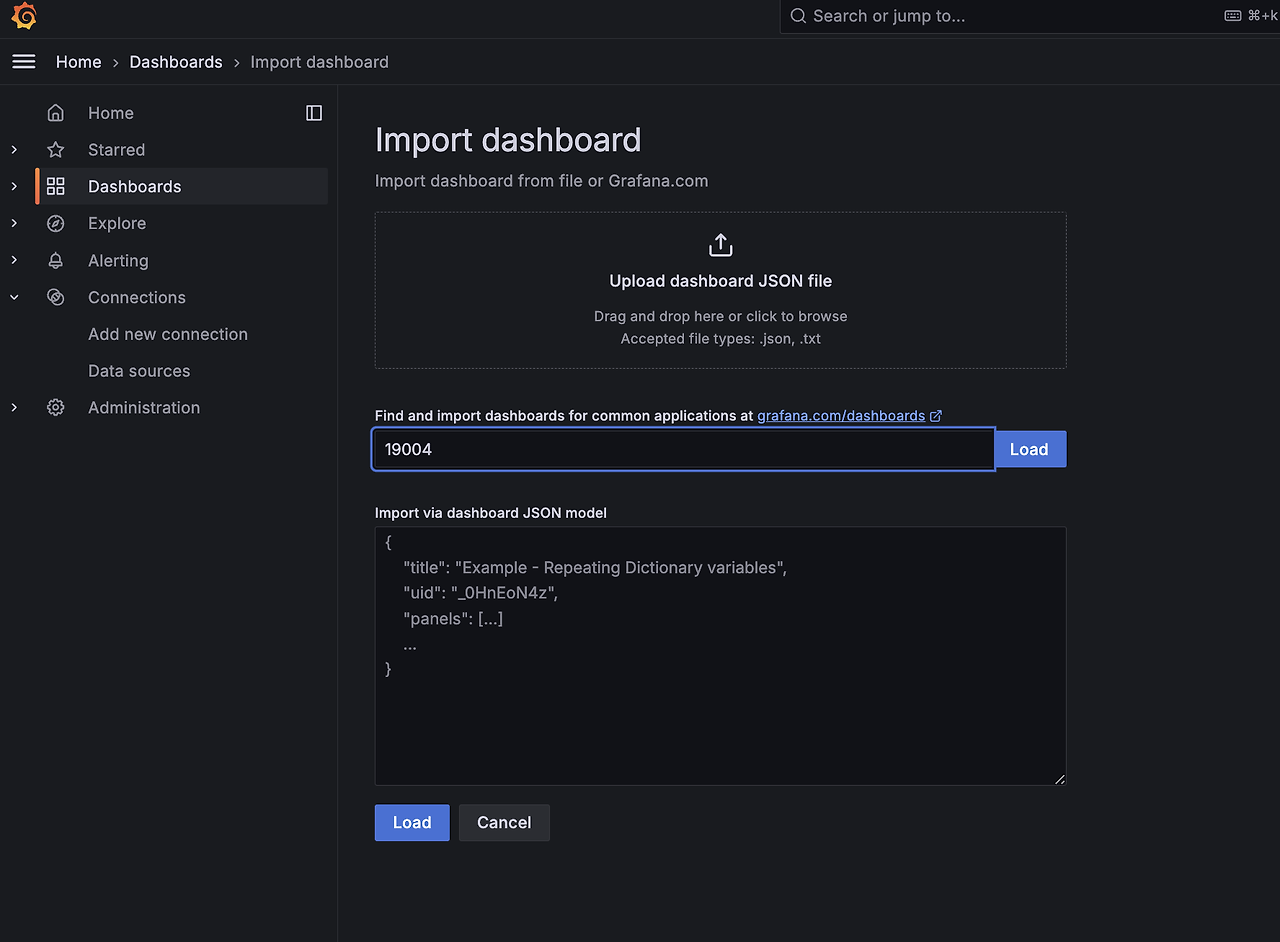 Search or jump to...
⌘+k
Home › Dashboards › Import dashboard
Home
Starred
Dashboards
Explore
Alerting
Connections
Add new connection
Data sources
Administration
Import dashboard
Import dashboard from file or Grafana.com
Upload dashboard JSON file
Drag and drop here or click to browse
Accepted file types: .json, .txt
Find and import dashboards for common applications at grafana.com/dashboards
19004
Load
Import via dashboard JSON model
{
"title": "Example - Repeating Dictionary variables",
"uid": "_0HnEoN4z",
"panels": [...]
...
}
Load
Cancel